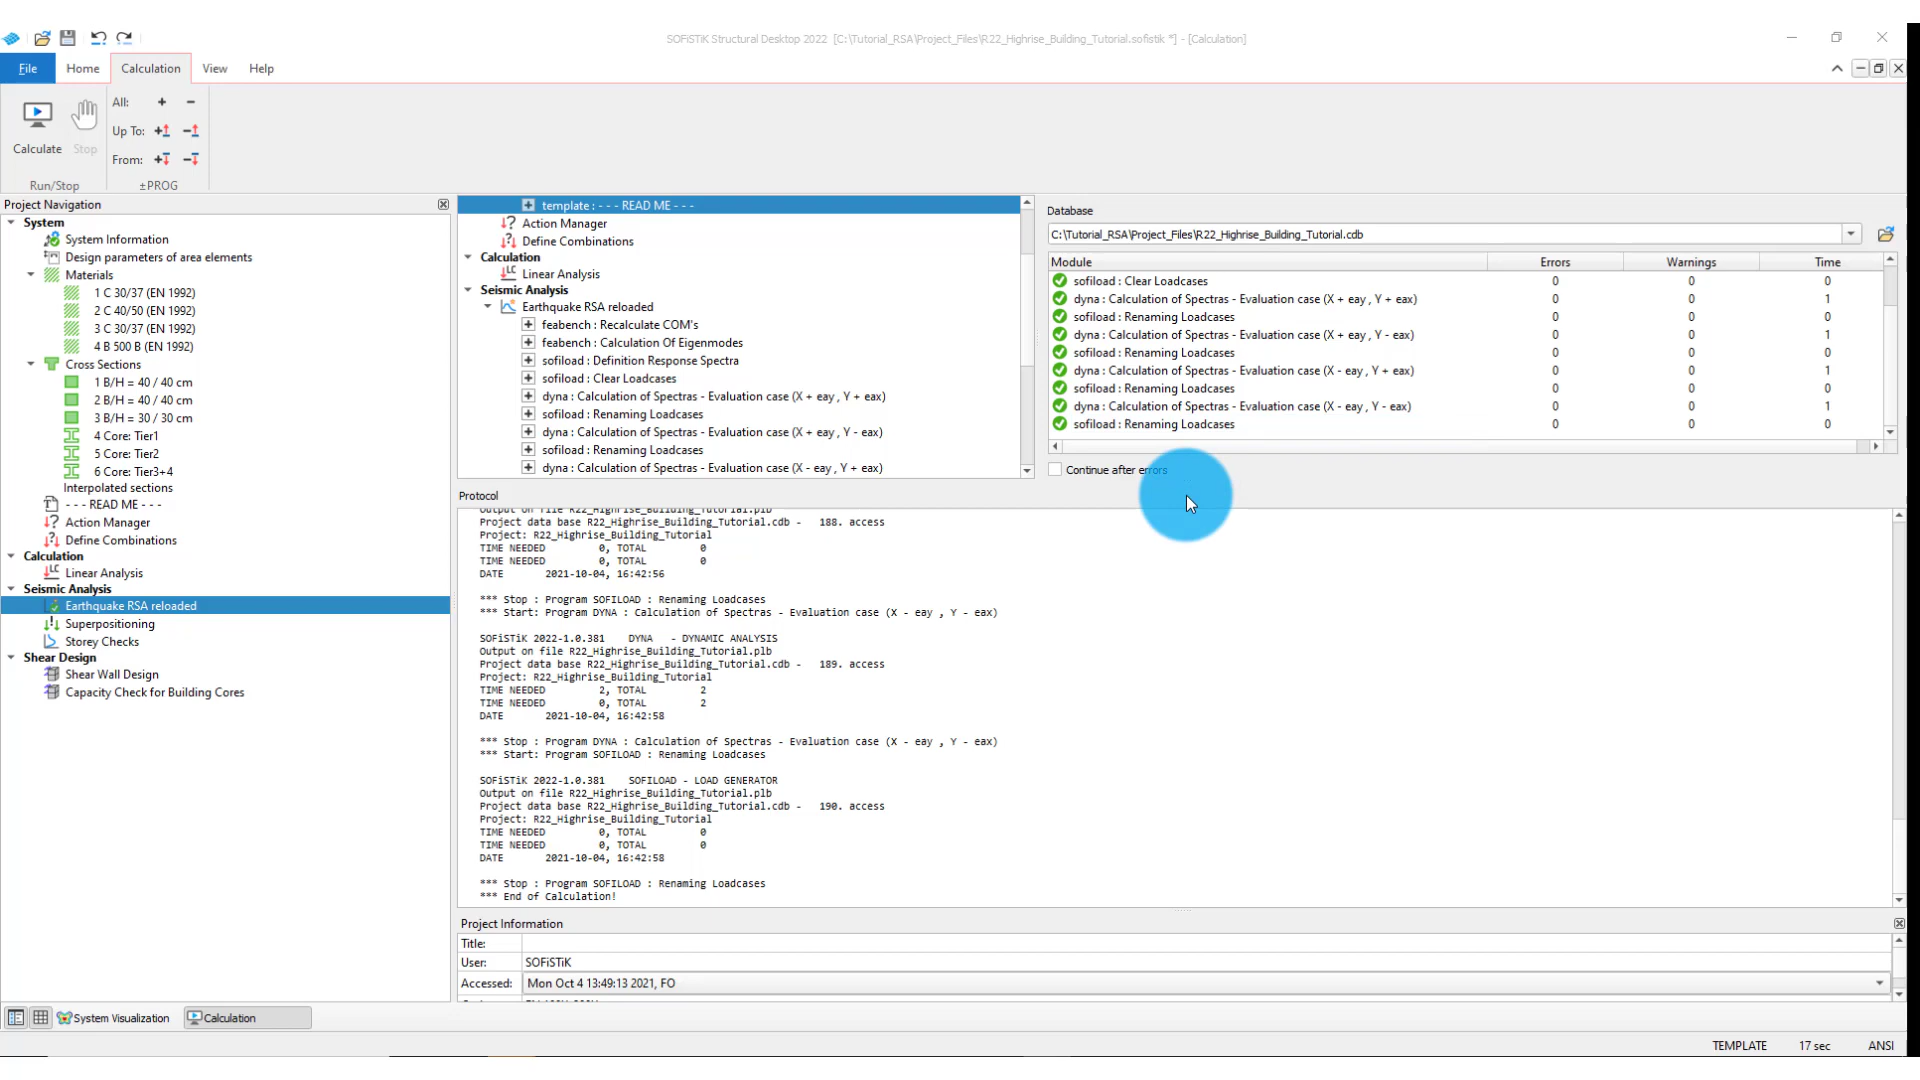 SOFiSTiK Structural Desktop 2022 [C:\Tutorial_RSA\Project_Files\R22_Highrise_Building_Tutorial.sofistik *] - [Calculation]
File Home Calculation View Help
Calculate Stop
All:
Up To:
From:
Run/Stop ±PROG
Project Navigation
System
System Information
Design parameters of area elements
Materials
1 C 30/37 (EN 1992)
2 C 40/50 (EN 1992)
3 C 30/37 (EN 1992)
4 B 500 B (EN 1992)
Cross Sections
1 B/H = 40 / 40 cm
2 B/H = 40 / 40 cm
3 B/H = 30 / 30 cm
4 Core: Tier1
5 Core: Tier2
6 Core: Tier3+4
Interpolated sections
- - - READ ME - - -
Action Manager
Define Combinations
Calculation
Linear Analysis
Seismic Analysis
Earthquake RSA reloaded
Superpositioning
Storey Checks
Shear Design
Shear Wall Design
Capacity Check for Building Cores
template : - - - READ ME - - -
Action Manager
Define Combinations
Calculation
Linear Analysis
Seismic Analysis
Earthquake RSA reloaded
feabench : Recalculate COM's
feabench : Calculation Of Eigenmodes
sofiload : Definition Response Spectra
sofiload : Clear Loadcases
dyna : Calculation of Spectras - Evaluation case (X + eay , Y + eax)
sofiload : Renaming Loadcases
dyna : Calculation of Spectras - Evaluation case (X + eay , Y - eax)
sofiload : Renaming Loadcases
dyna : Calculation of Spectras - Evaluation case (X - eay , Y + eax)
Database
C:\Tutorial_RSA\Project_Files\R22_Highrise_Building_Tutorial.cdb
Module Errors Warnings Time
sofiload : Clear Loadcases 0 0 0
dyna : Calculation of Spectras - Evaluation case (X + eay , Y + eax) 0 0 1
sofiload : Renaming Loadcases 0 0 0
dyna : Calculation of Spectras - Evaluation case (X + eay , Y - eax) 0 0 1
sofiload : Renaming Loadcases 0 0 0
dyna : Calculation of Spectras - Evaluation case (X - eay , Y + eax) 0 0 1
sofiload : Renaming Loadcases 0 0 0
dyna : Calculation of Spectras - Evaluation case (X - eay , Y - eax) 0 0 1
sofiload : Renaming Loadcases 0 0 0
Continue after errors
Protocol
Output on file R22_Highrise_Building_Tutorial.plb
Project data base R22_Highrise_Building_Tutorial.cdb - 188. access
Project: R22_Highrise_Building_Tutorial
TIME NEEDED 0, TOTAL 0
TIME NEEDED 0, TOTAL 0
DATE 2021-10-04, 16:42:56
*** Stop : Program SOFILOAD : Renaming Loadcases
*** Start: Program DYNA : Calculation of Spectras - Evaluation case (X - eay , Y - eax)
SOFiSTiK 2022-1.0.381 DYNA - DYNAMIC ANALYSIS
Output on file R22_Highrise_Building_Tutorial.plb
Project data base R22_Highrise_Building_Tutorial.cdb - 189. access
Project: R22_Highrise_Building_Tutorial
TIME NEEDED 2, TOTAL 2
TIME NEEDED 0, TOTAL 2
DATE 2021-10-04, 16:42:58
*** Stop : Program DYNA : Calculation of Spectras - Evaluation case (X - eay , Y - eax)
*** Start: Program SOFILOAD : Renaming Loadcases
SOFiSTiK 2022-1.0.381 SOFILOAD - LOAD GENERATOR
Output on file R22_Highrise_Building_Tutorial.plb
Project data base R22_Highrise_Building_Tutorial.cdb - 190. access
Project: R22_Highrise_Building_Tutorial
TIME NEEDED 0, TOTAL 0
TIME NEEDED 0, TOTAL 0
DATE 2021-10-04, 16:42:58
*** Stop : Program SOFILOAD : Renaming Loadcases
*** End of Calculation!
Project Information
Title:
User: SOFiSTiK
Accessed: Mon Oct 4 13:49:13 2021, FO
System Visualization Calculation
TEMPLATE 17 sec ANSI